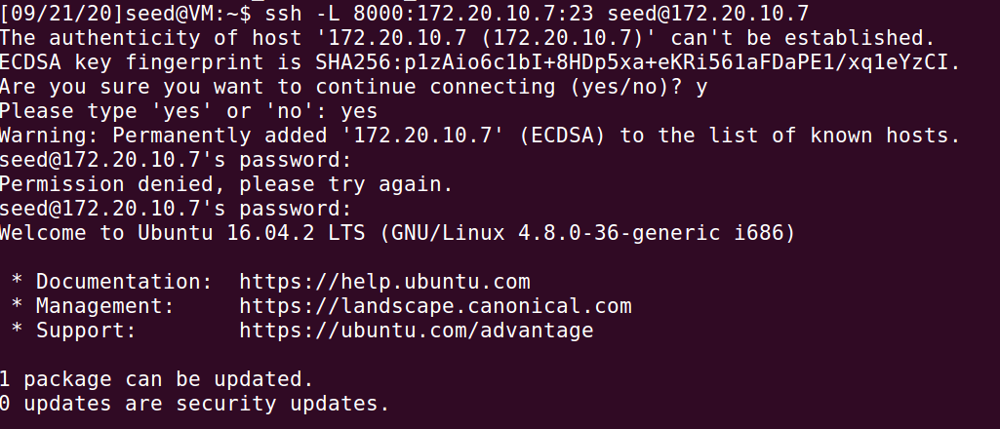 [09/21/20]seed@VM:~$ ssh -L 8000:172.20.10.7:23 seed@172.20.10.7
The authenticity of host '172.20.10.7 (172.20.10.7)' can't be established.
ECDSA key fingerprint is SHA256:p1zAio6c1bI+8HDp5xa+eKRi561aFDaPE1/xq1eYzCI.
Are you sure you want to continue connecting (yes/no)? y
Please type 'yes' or 'no': yes
Warning: Permanently added '172.20.10.7' (ECDSA) to the list of known hosts.
seed@172.20.10.7's password:
Permission denied, please try again.
seed@172.20.10.7's password:
Welcome to Ubuntu 16.04.2 LTS (GNU/Linux 4.8.0-36-generic i686)
* Documentation:  https://help.ubuntu.com
* Management:     https://landscape.canonical.com
* Support:        https://ubuntu.com/advantage
1 package can be updated.
0 updates are security updates.